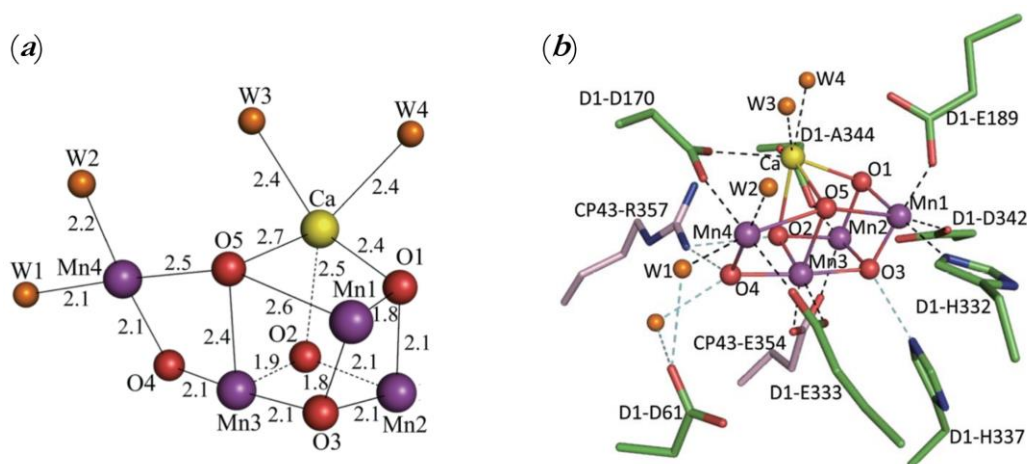 (a)
W3
W4
W2
2.4
2.4
Ca
2.2
O5
2.7
2.4
W1
Mn4
2.5
2.5
O1
2.1
2.6
Mn1
1.8
2.1
2.4
O2
2.1
2.1
O4
1.9
1.8
2.1
Mn3
2.1
2.1
Mn2
O3
(b)
W4
D1-D170
W3
D1-E189
D1-A344
Ca
O1
W2
O5
CP43-R357
Mn1
Mn4
O2
Mn2
D1-D342
W1
Mn3
O4
O3
D1-H332
CP43-E354
D1-E333
D1-D61
D1-H337